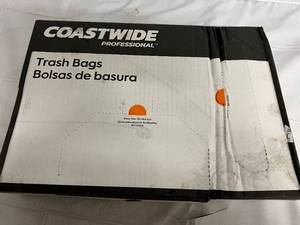 COASTWIDE
PROFESSIONAL™
Trash Bags
Bolsas de basura